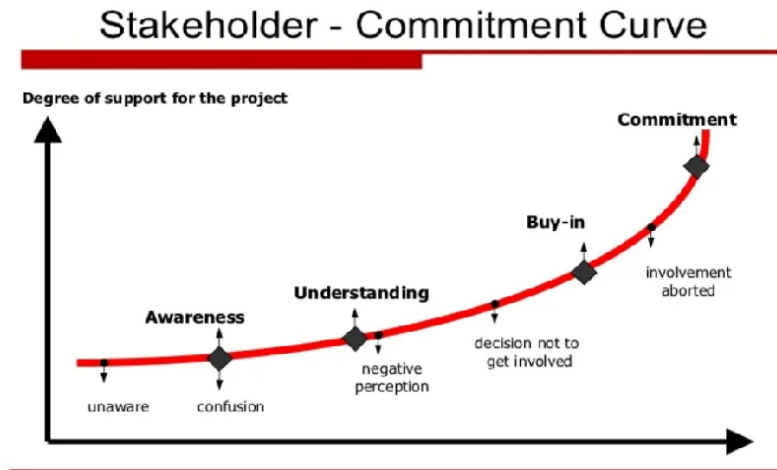 Stakeholder - Commitment Curve
Degree of support for the project
Commitment
Buy-in
involvement
aborted
Understanding
Awareness
decision not to
get involved
negative
perception
unaware
confusion